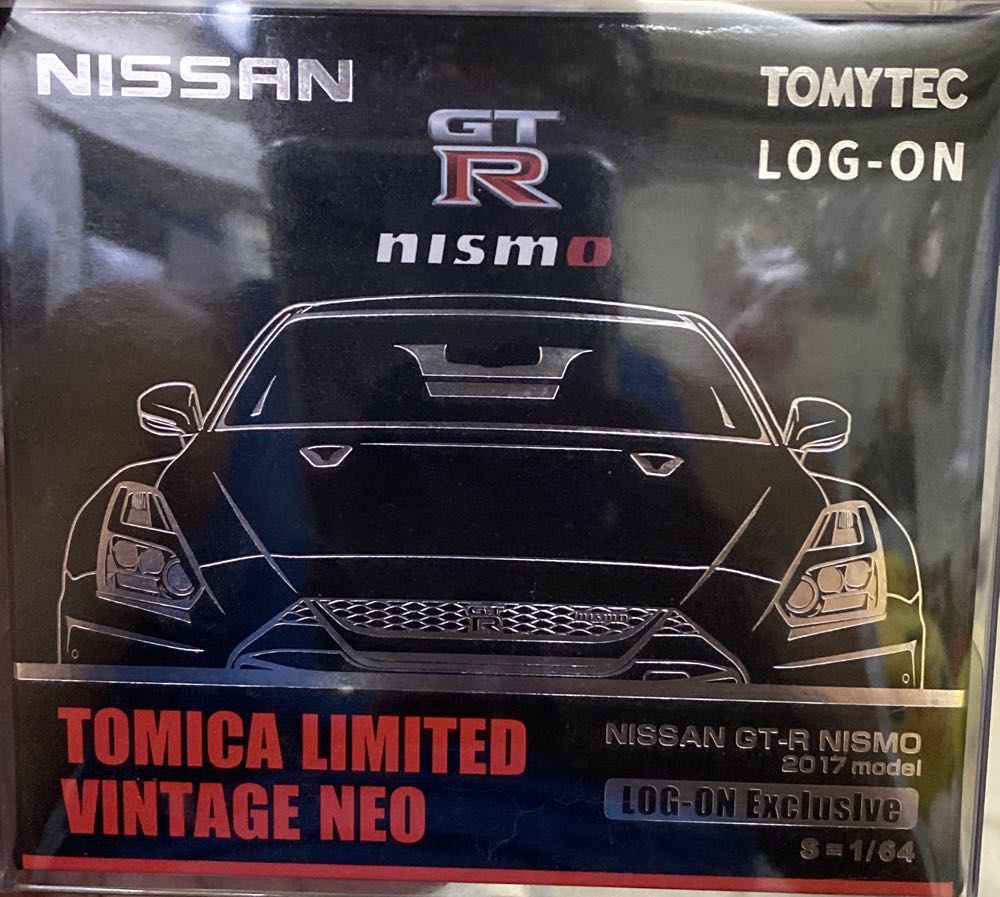 NISSAN
TOMYTEC
LOG-ON
GT
R
nismo
GT
R
nismo
TOMICA LIMITED
VINTAGE NEO
NISSAN GT-R NISMO
2017 model
LOG-ON Exclusive
S=1/64